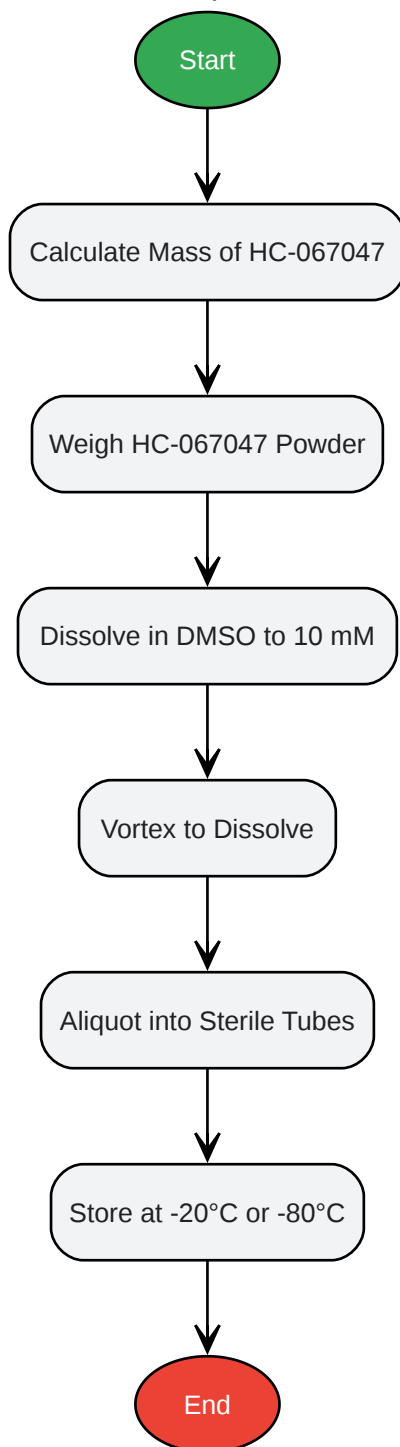 Start
Calculate Mass of HC-067047
Weigh HC-067047 Powder
Dissolve in DMSO to 10 mM
Vortex to Dissolve
Aliquot into Sterile Tubes
Store at -20°C or -80°C
End